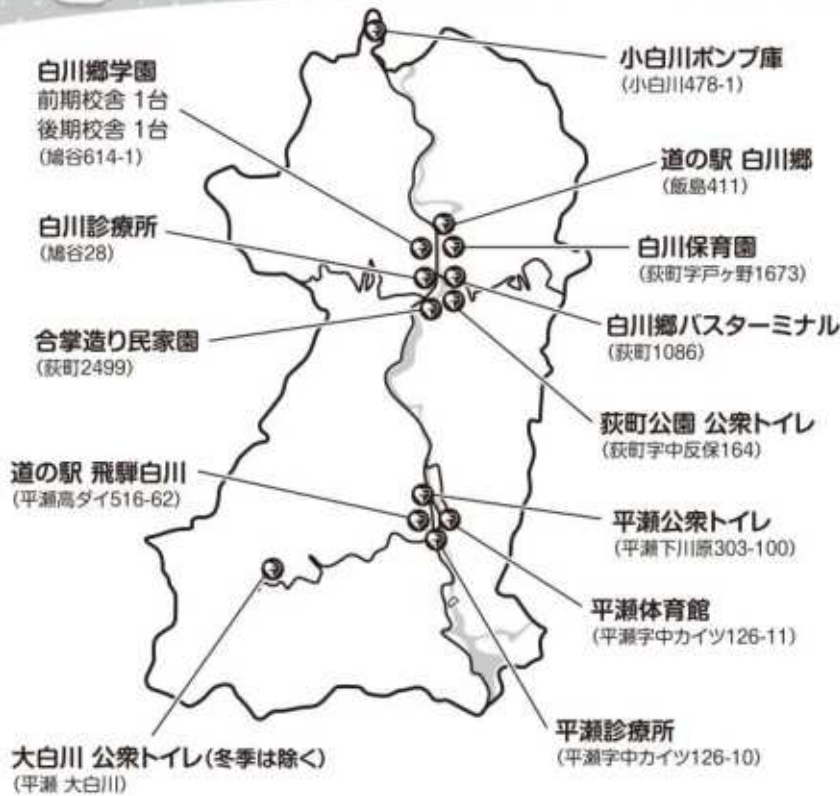 小白川ポンプ庫
(小白川478-1)
白川郷学園
前期校舎 1台
後期校舎 1台
(鳩谷614-1)
道の駅 白川郷
(飯島411)
白川診療所
(鳩谷28)
白川保育園
(荻町字戸ヶ野1673)
合掌造り民家園
(荻町2499)
白川郷バスターミナル
(荻町1086)
荻町公園 公衆トイレ
(荻町字中反保164)
道の駅 飛騨白川
(平瀬高ダイ516-62)
平瀬公衆トイレ
(平瀬下川原303-100)
平瀬体育館
(平瀬字中カイツ126-11)
平瀬診療所
(平瀬字中カイツ126-10)
大白川 公衆トイレ(冬季は除く)
(平瀬 大白川)